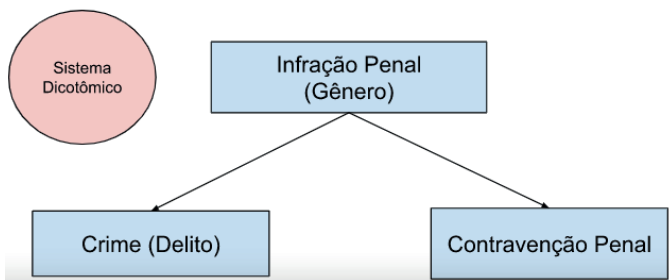 Sistema
Dicotômico
Infração Penal
(Gênero)
Crime (Delito)
Contravenção Penal